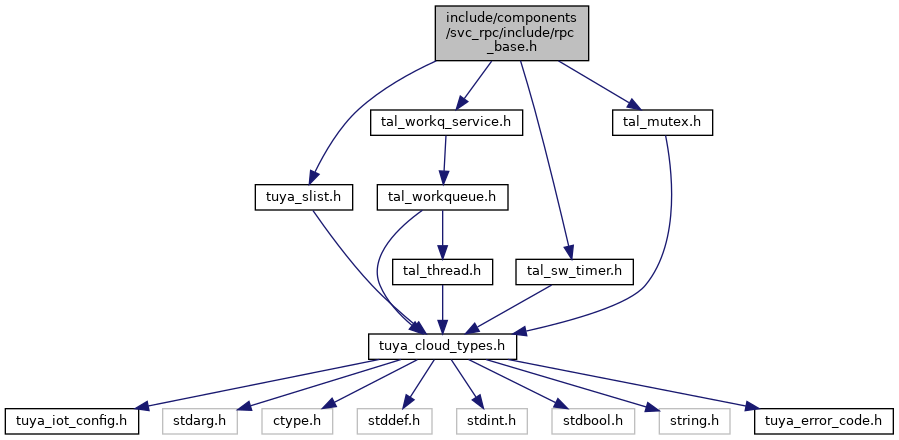 include/components
/svc_rpc/include/rpc
_base.h
tal_workq_service.h
tal_mutex.h
tuya_slist.h
tal_workqueue.h
tal_thread.h
tal_sw_timer.h
tuya_cloud_types.h
tuya_iot_config.h
stdarg.h
ctype.h
stddef.h
stdint.h
stdbool.h
string.h
tuya_error_code.h